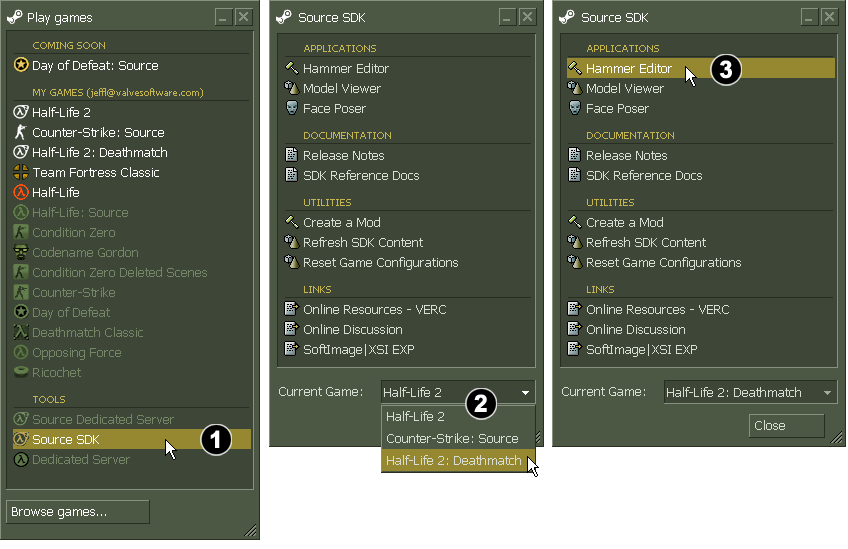 Play games
COMING SOON
Day of Defeat: Source
MY GAMES (jeffl@valvesoftware.com)
Half-Life 2
Counter-Strike: Source
Half-Life 2: Deathmatch
Team Fortress Classic
Half-Life
Half-Life: Source
Condition Zero
Codename Gordon
Condition Zero Deleted Scenes
Counter-Strike
Day of Defeat
Deathmatch Classic
Opposing Force
Ricochet
TOOLS
Source Dedicated Server
Source SDK
1
Dedicated Server
Browse games...
Source SDK
APPLICATIONS
Hammer Editor
Model Viewer
Face Poser
DOCUMENTATION
Release Notes
SDK Reference Docs
UTILITIES
Create a Mod
Refresh SDK Content
Reset Game Configurations
LINKS
Online Resources - VERC
Online Discussion
SoftImage|XSI EXP
Current Game: Half-Life 2
2
Half-Life 2
Counter-Strike: Source
Half-Life 2: Deathmatch
Source SDK
APPLICATIONS
Hammer Editor
3
Model Viewer
Face Poser
DOCUMENTATION
Release Notes
SDK Reference Docs
UTILITIES
Create a Mod
Refresh SDK Content
Reset Game Configurations
LINKS
Online Resources - VERC
Online Discussion
SoftImage|XSI EXP
Current Game: Half-Life 2: Deathmatch
Close